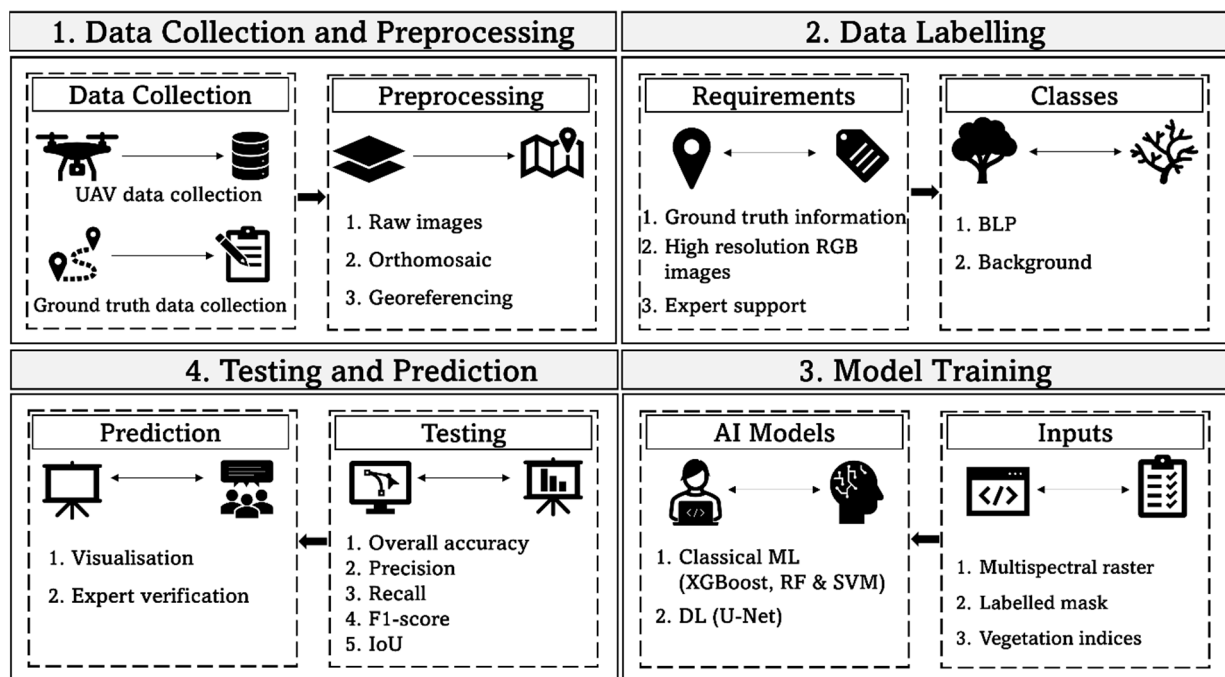 1. Data Collection and Preprocessing
Data Collection
UAV data collection
Ground truth data collection
Preprocessing
1. Raw images
2. Orthomosaic
3. Georeferencing
2. Data Labelling
Requirements
1. Ground truth information
2. High resolution RGB
images
3. Expert support
Classes
1. BLP
2. Background
4. Testing and Prediction
Prediction
1. Visualisation
2. Expert verification
Testing
1. Overall accuracy
2. Precision
3. Recall
4. F1-score
5. IoU
3. Model Training
AI Models
</>
1. Classical ML
(XGBoost, RF & SVM)
2. DL (U-Net)
Inputs
</>
1. Multispectral raster
2. Labelled mask
3. Vegetation indices